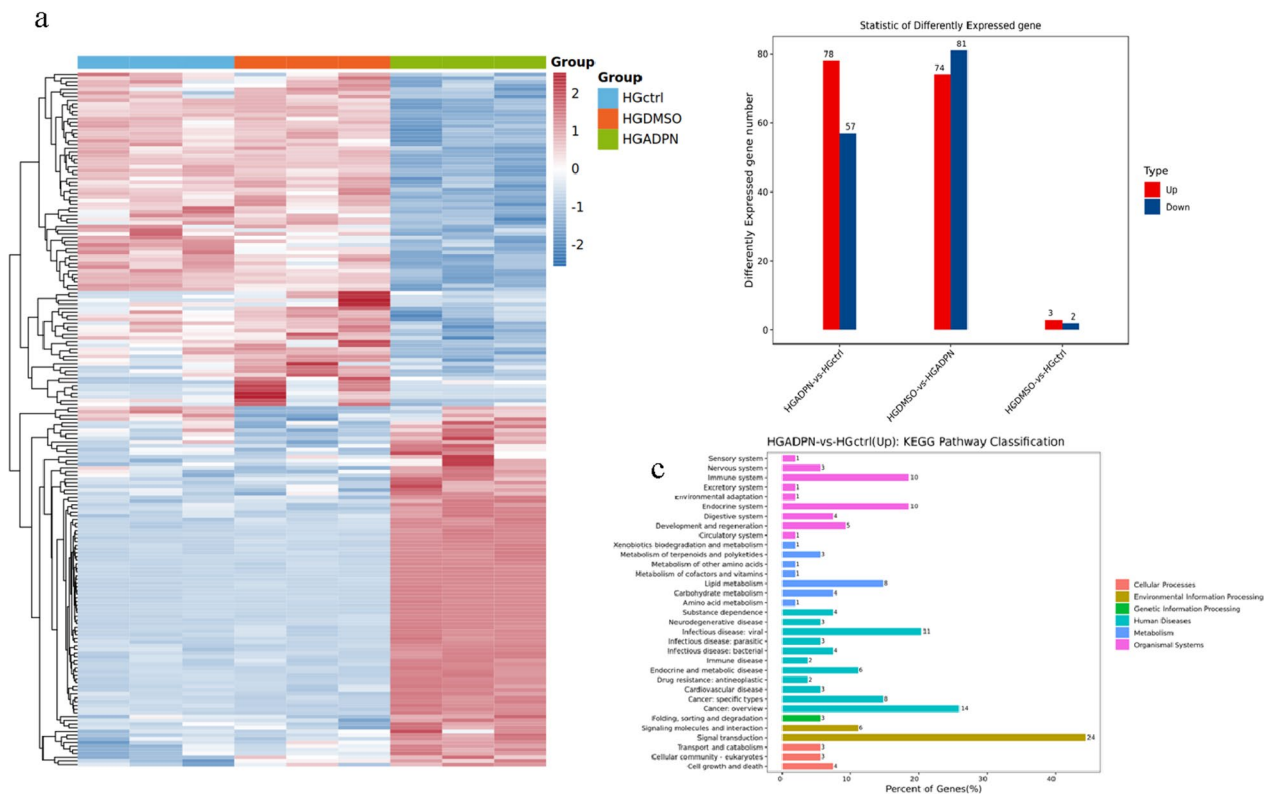 a
Group
2
1
0
-1
-2
Group
HGctrl
HGDMSO
HGADPN
Statistic of Differently Expressed gene
Differently Expressed gene number
80
60
40
20
0
78
57
74
81
3
2
HGADPN-vs-HGctrl
HGDMSO-vs-HGADPN
HGDMSO-vs-HGctrl
Type
Up
Down
c
HGADPN-vs-HGctrl(Up): KEGG Pathway Classification
Sensory system 1
Nervous system 3
Immune system 10
Excretory system 1
Environmental adaptation 1
Endocrine system 10
Digestive system 4
Development and regeneration 5
Circulatory system 1
Xenobiotics biodegradation and metabolism 1
Metabolism of terpenoids and polyketides 3
Metabolism of other amino acids 1
Metabolism of cofactors and vitamins 1
Lipid metabolism 8
Carbohydrate metabolism 4
Amino acid metabolism 1
Substance dependence 4
Neurodegenerative disease 3
Infectious disease: viral 11
Infectious disease: parasitic 3
Infectious disease: bacterial 4
Immune disease 2
Endocrine and metabolic disease 6
Drug resistance: antineoplastic 2
Cardiovascular disease 3
Cancer: specific types 8
Cancer: overview 14
Folding, sorting and degradation 3
Signaling molecules and interaction 6
Signal transduction 24
Transport and catabolism 3
Cellular community - eukaryotes 3
Cell growth and death 4
0 10 20 30 40
Percent of Genes(%)
Cellular Processes
Environmental Information Processing
Genetic Information Processing
Human Diseases
Metabolism
Organismal Systems